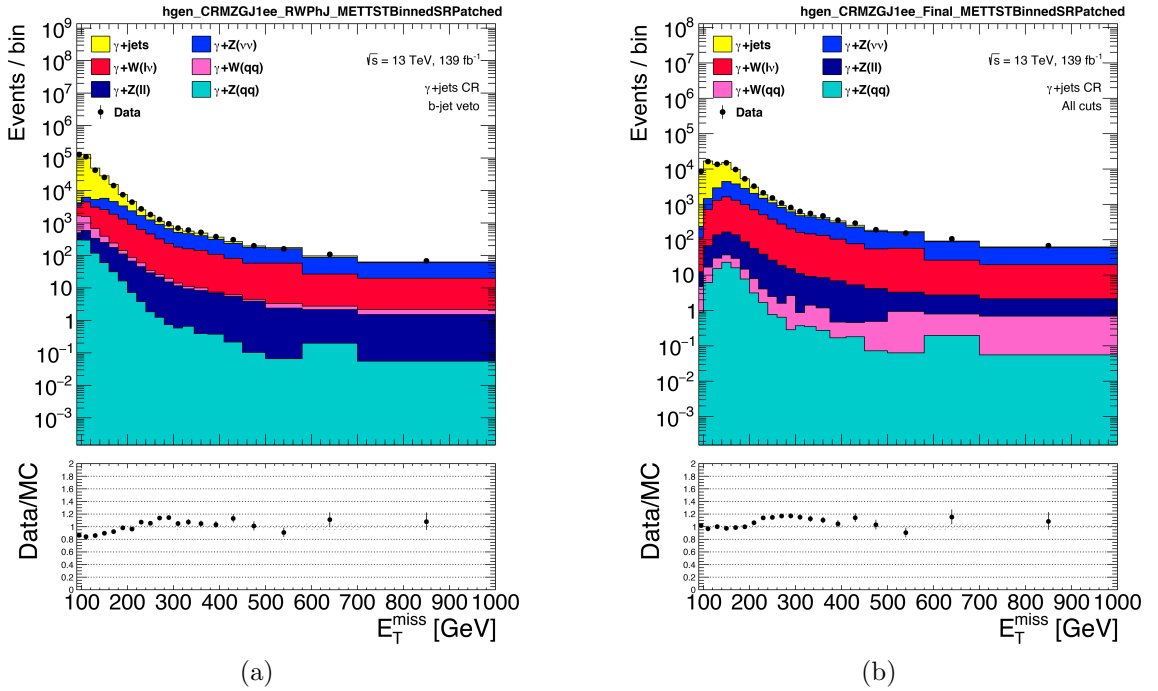 hgen_CRMZGJ1ee_RWPhJ_METTSTBinnedSRPatched
Events / bin
10⁹
10⁸
10⁷
10⁶
10⁵
10⁴
10³
10²
10
1
10⁻¹
10⁻²
10⁻³
γ+jets
γ+Z(νν)
γ+W(lν)
γ+W(qq)
γ+Z(ll)
γ+Z(qq)
Data
√s = 13 TeV, 139 fb⁻¹
γ+jets CR
b-jet veto
Data/MC
2
1.8
1.6
1.4
1.2
1
0.8
0.6
0.4
0.2
0
100 200 300 400 500 600 700 800 900 1000
E_T^miss [GeV]
(a)
hgen_CRMZGJ1ee_Final_METTSTBinnedSRPatched
Events / bin
10⁸
10⁷
10⁶
10⁵
10⁴
10³
10²
10
1
10⁻¹
10⁻²
10⁻³
γ+jets
γ+Z(νν)
γ+W(lν)
γ+Z(ll)
γ+W(qq)
γ+Z(qq)
Data
√s = 13 TeV, 139 fb⁻¹
γ+jets CR
All cuts
Data/MC
2
1.8
1.6
1.4
1.2
1
0.8
0.6
0.4
0.2
0
100 200 300 400 500 600 700 800 900 1000
E_T^miss [GeV]
(b)